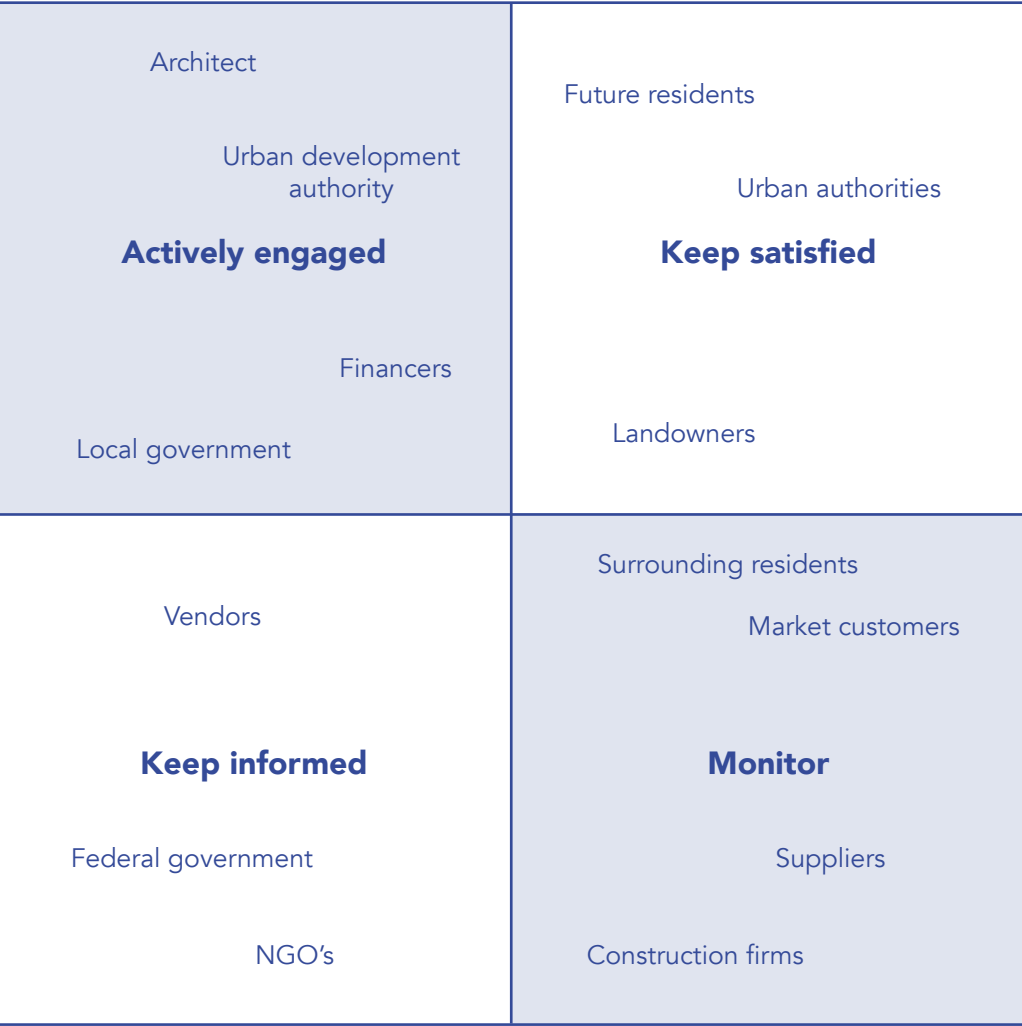 Architect
Urban development
authority
Actively engaged
Financers
Local government
Future residents
Urban authorities
Keep satisfied
Landowners
Vendors
Keep informed
Federal government
NGO’s
Surrounding residents
Market customers
Monitor
Suppliers
Construction firms